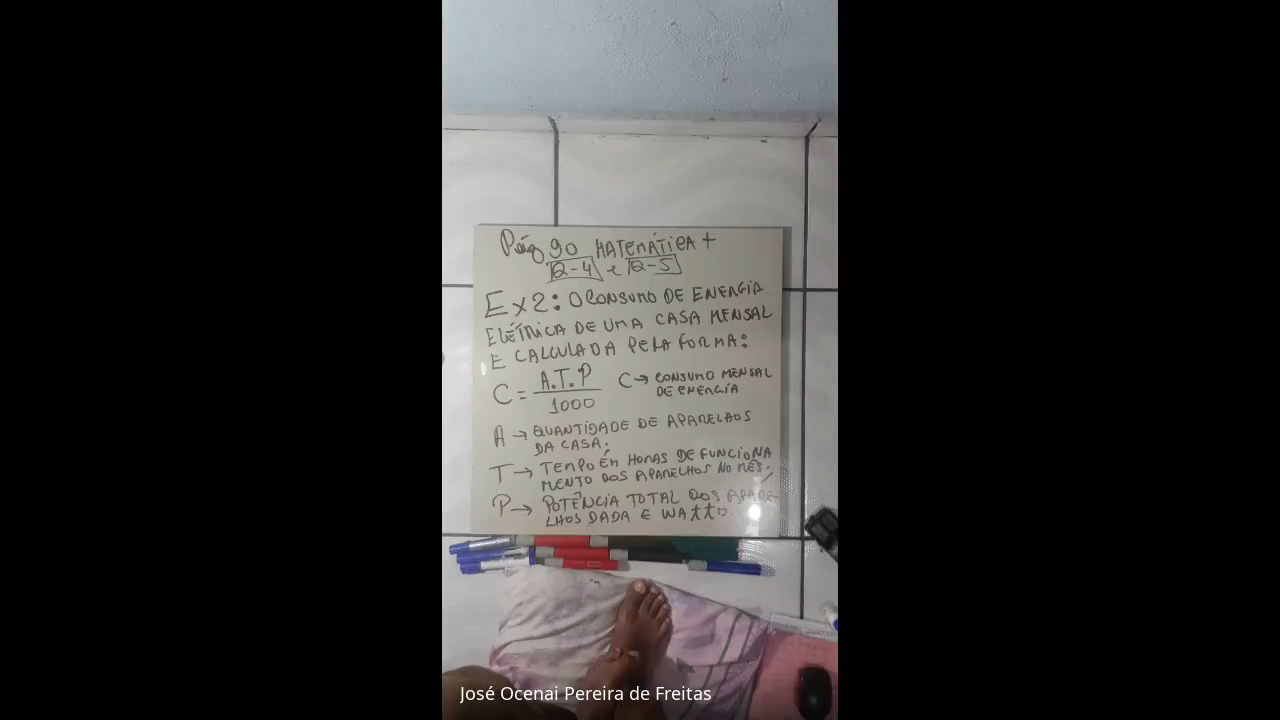 Pág 90 MATEMÁTICA +
Q-4 e Q-5
Ex2: O CONSUMO DE ENERGIA
ELÉTRICA DE UMA CASA MENSAL
E CALCULADA PELA FORMA:
C = A.T.P / 1000 C → CONSUMO MENSAL
DE ENERGIA
A → QUANTIDADE DE APARELHOS
DA CASA.
T → TEMPO ÉM HORAS DE FUNCIONA
MENTO DOS APARELHOS NO MÊS.
P → POTÊNCIA TOTAL DOS APARE-
LHOS DADA E WATTO.
José Ocenai Pereira de Freitas